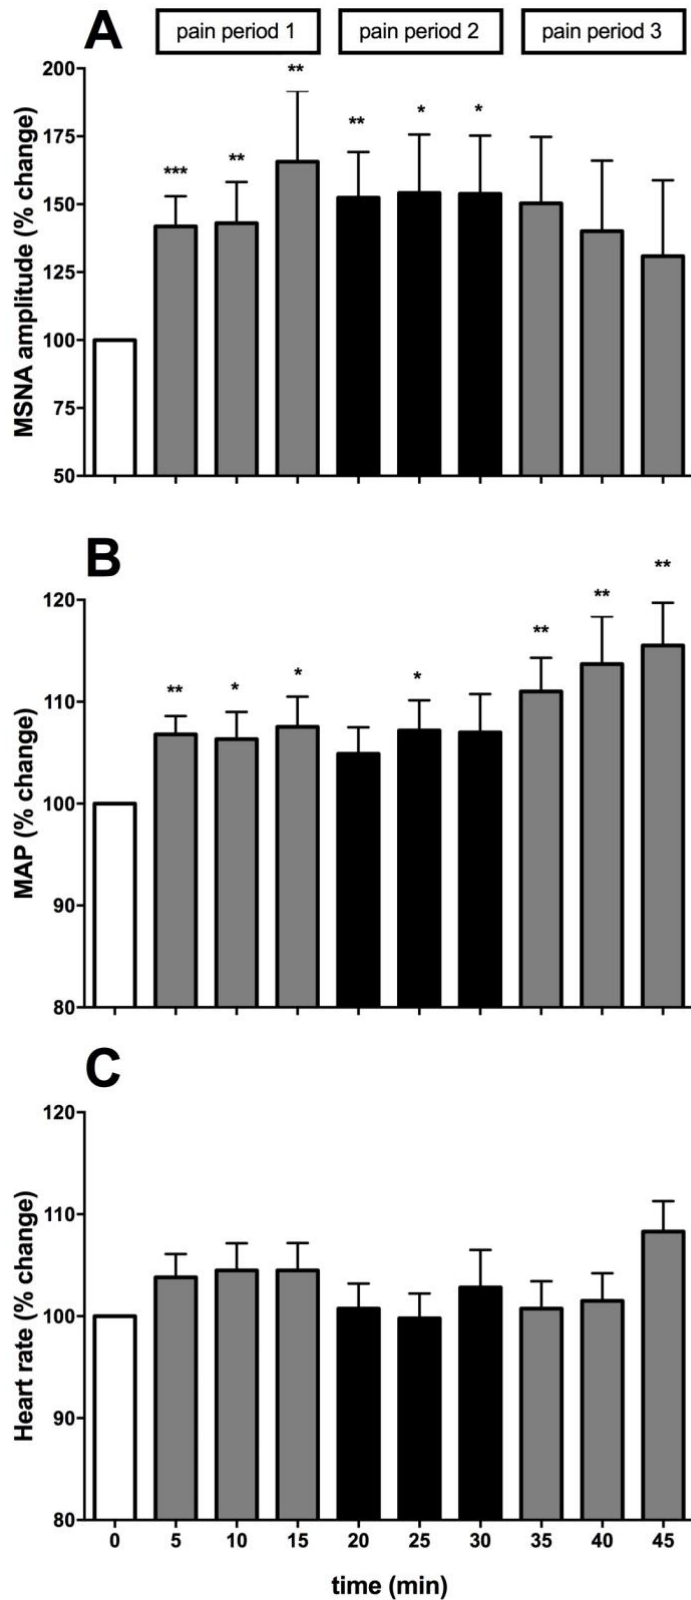 A
pain period 1
pain period 2
pain period 3
MSNA amplitude (% change)
200
175
150
125
100
75
50
***
**
**
**
*
*
B
MAP (% change)
120
110
100
90
80
**
*
*
*
**
**
**
C
Heart rate (% change)
120
110
100
90
80
0 5 10 15 20 25 30 35 40 45
time (min)